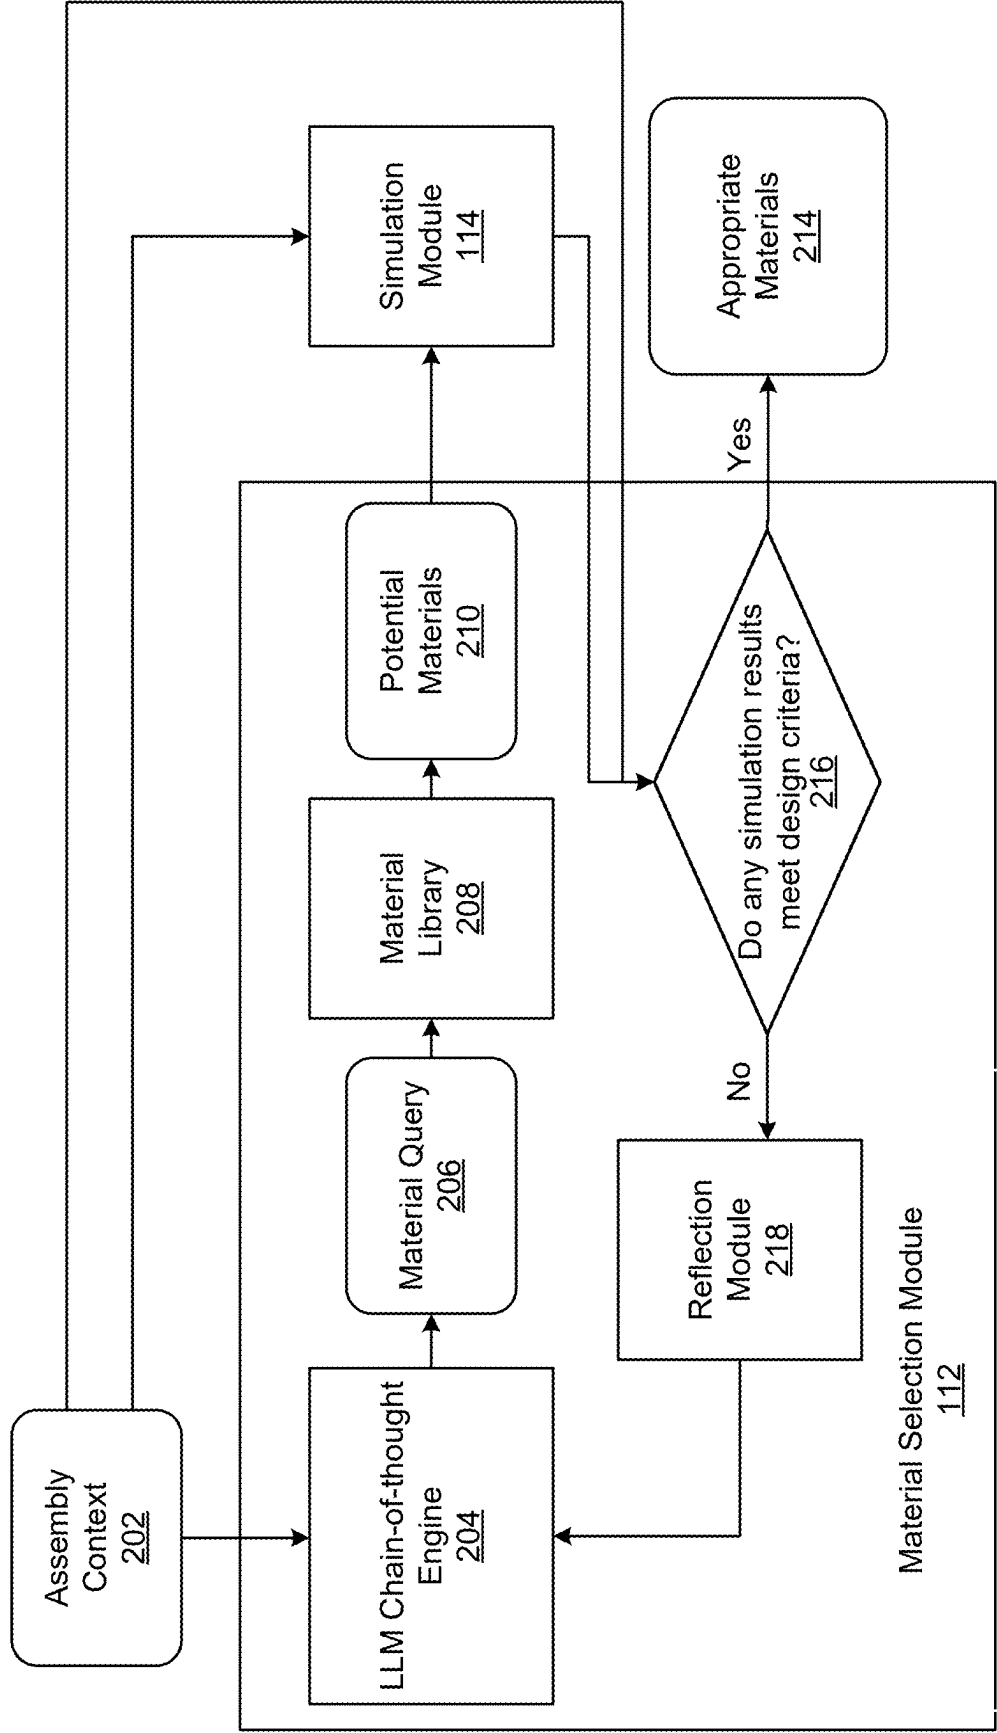 Assembly
Context
202
LLM Chain-of-thought
Engine
204
Material Query
206
Material
Library
208
Potential
Materials
210
Simulation
Module
114
Reflection
Module
218
No
Do any simulation results
meet design criteria?
216
Yes
Appropriate
Materials
214
Material Selection Module
112